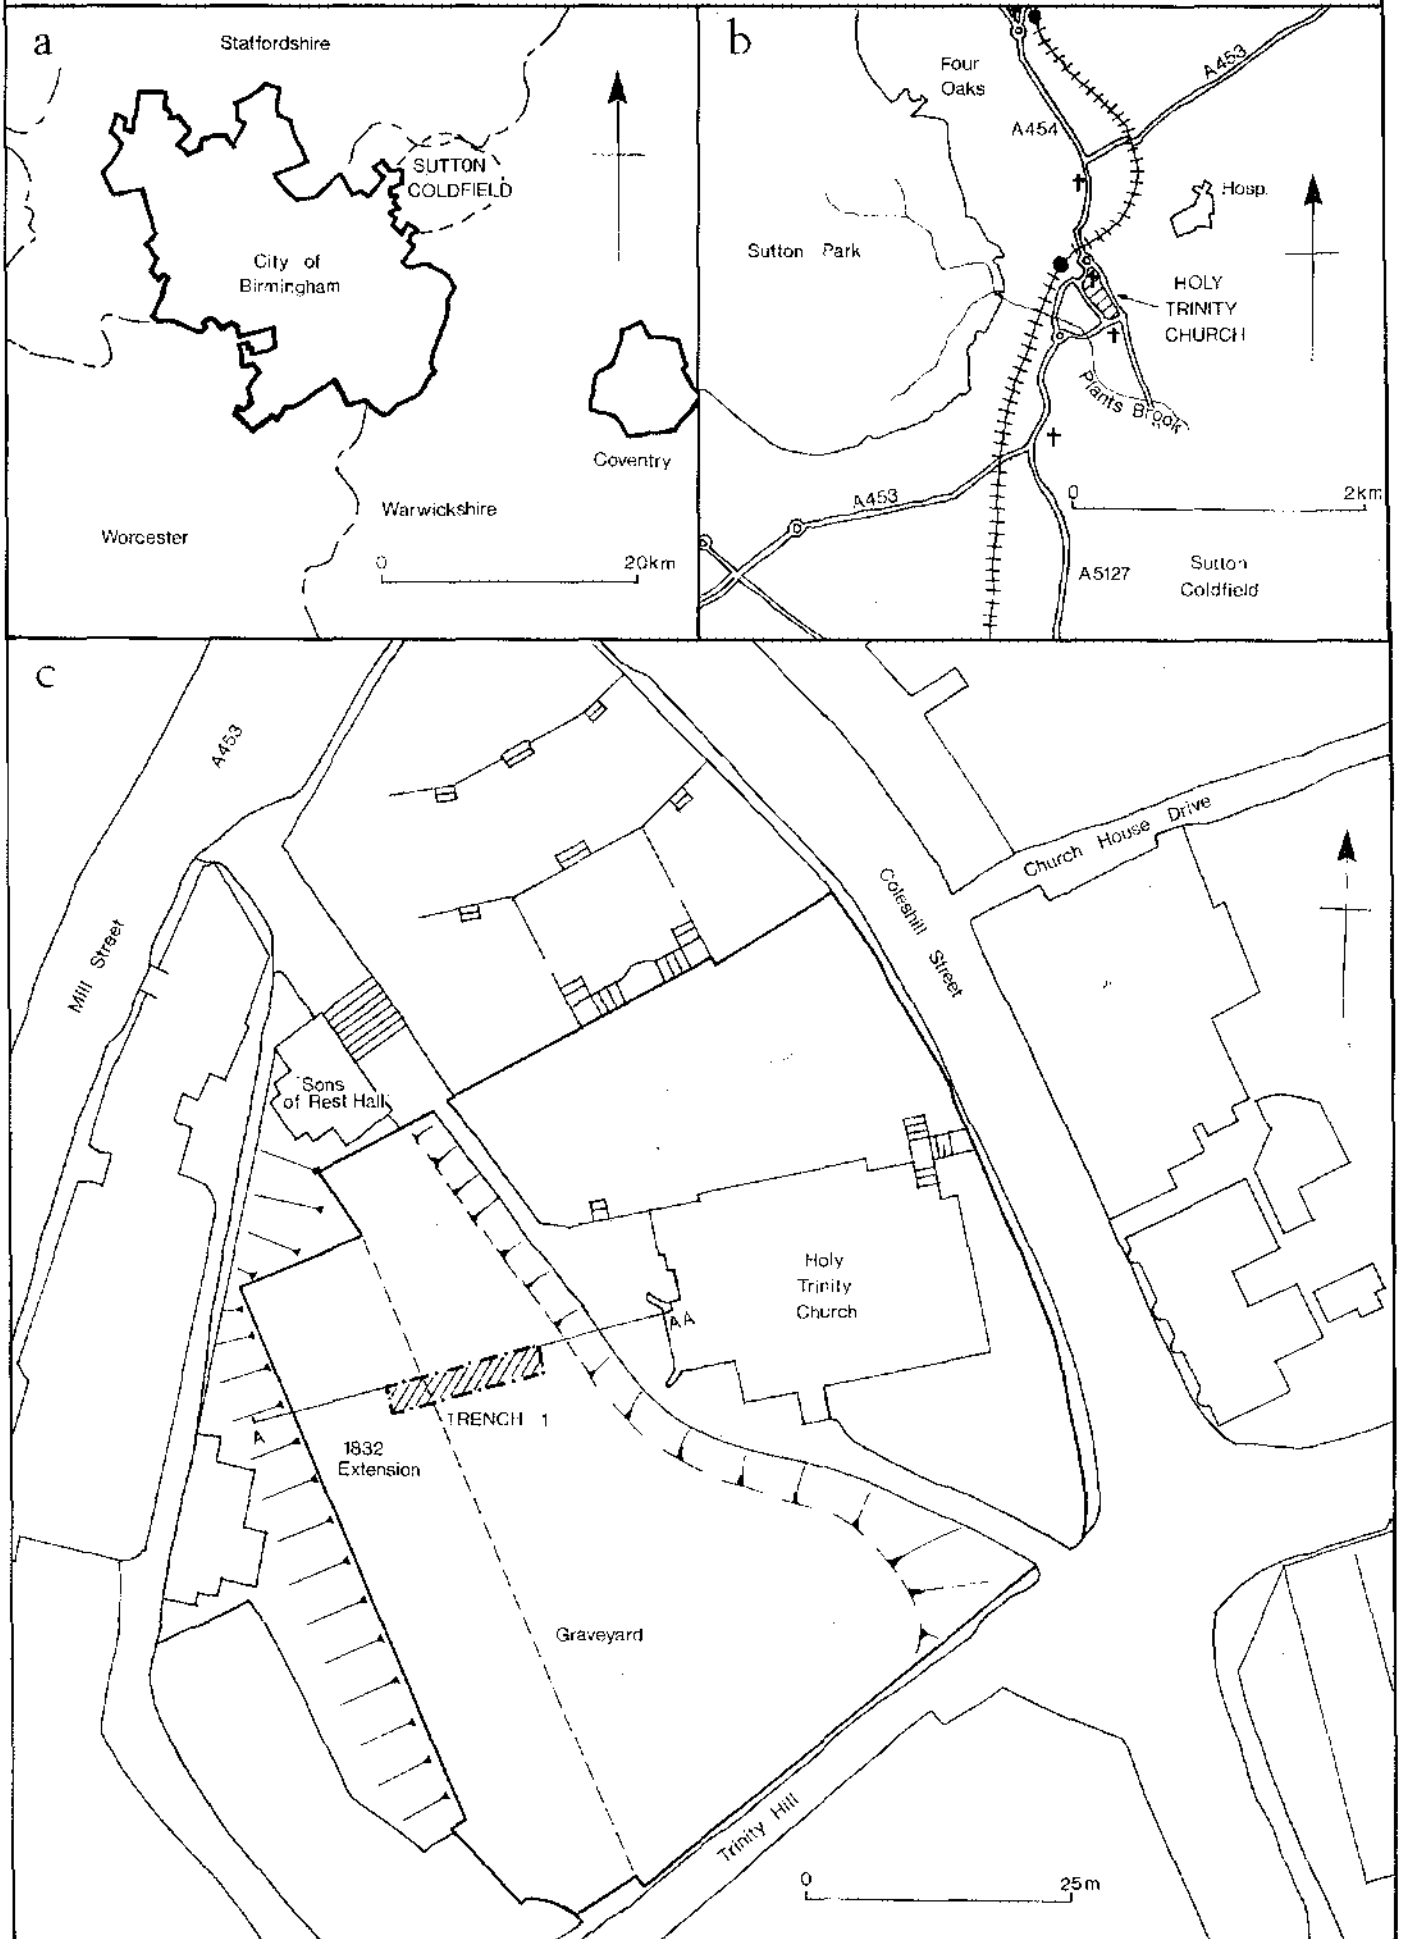 a
Staffordshire
SUTTON
COLDFIELD
City of
Birmingham
Coventry
Warwickshire
Worcester
0 20km
b
Four
Oaks
A453
A454
Hosp.
Sutton Park
HOLY
TRINITY
CHURCH
Plants Brook
A453
0 2km
A5127
Sutton
Coldfield
c
A453
Church House Drive
Coleshill Street
Mill Street
Sons
of Rest Hall
Holy
Trinity
Church
AA
TRENCH 1
A
1832
Extension
Graveyard
Trinity Hill
0 25m